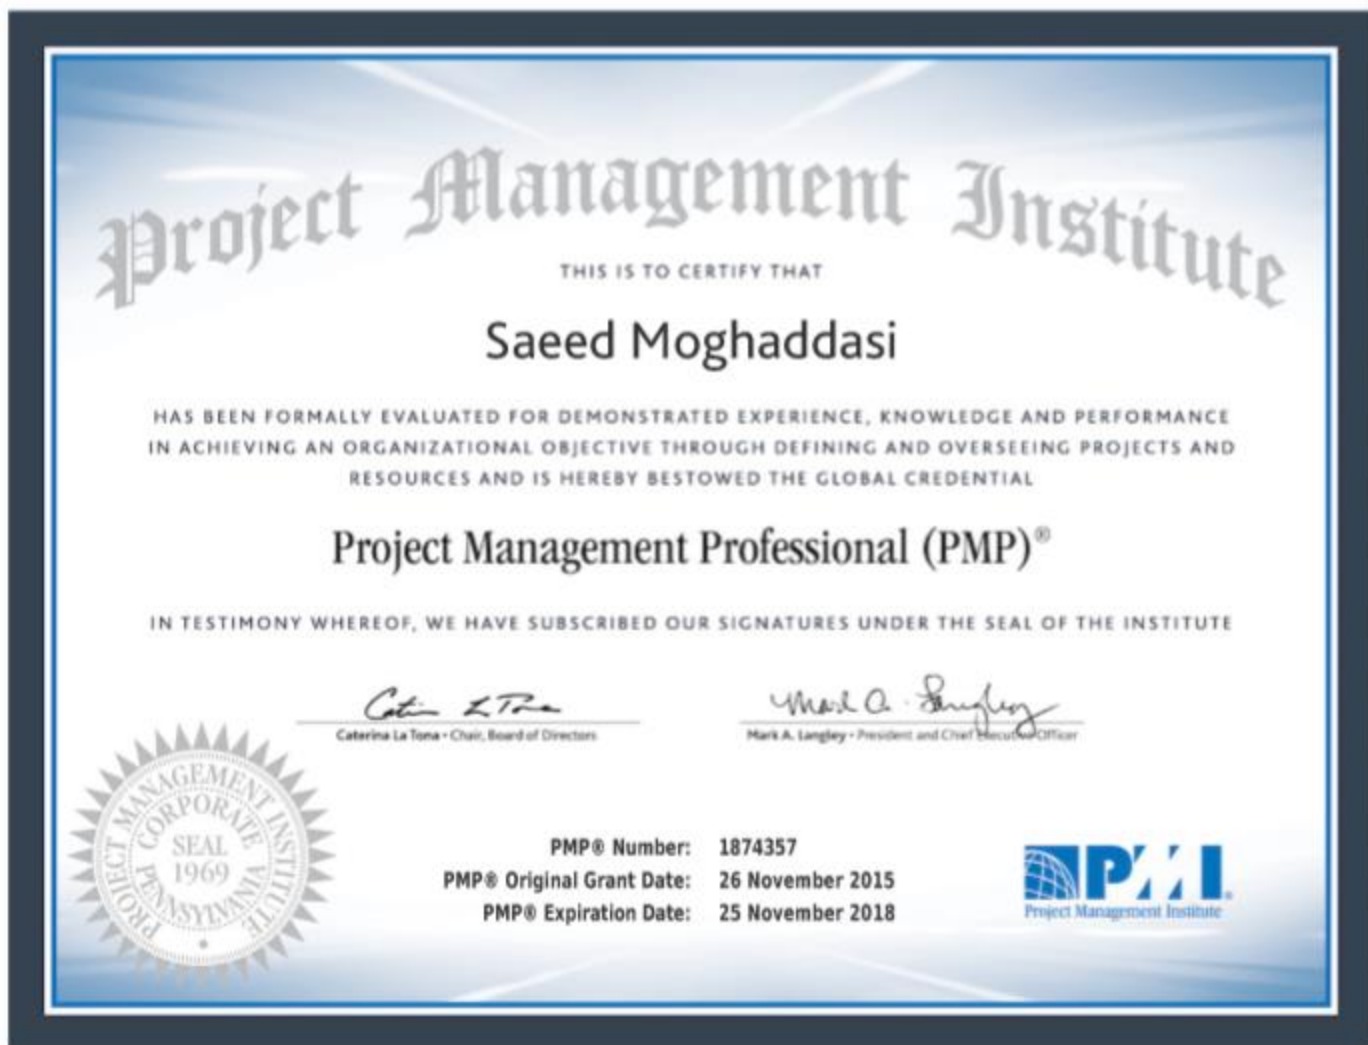 Project Management Institute
THIS IS TO CERTIFY THAT
Saeed Moghaddasi
HAS BEEN FORMALLY EVALUATED FOR DEMONSTRATED EXPERIENCE, KNOWLEDGE AND PERFORMANCE
IN ACHIEVING AN ORGANIZATIONAL OBJECTIVE THROUGH DEFINING AND OVERSEEING PROJECTS AND
RESOURCES AND IS HEREBY BESTOWED THE GLOBAL CREDENTIAL
Project Management Professional (PMP)®
IN TESTIMONY WHEREOF, WE HAVE SUBSCRIBED OUR SIGNATURES UNDER THE SEAL OF THE INSTITUTE
Mark A. Langley
Caterina La Tona • Chair, Board of Directors
Mark A. Langley • President and Chief Executive Officer
PROJECT MANAGEMENT INSTITUTE
CORPORATE
SEAL
1969
PENNSYLVANIA
PMP® Number: 1874357
PMP® Original Grant Date: 26 November 2015
PMP® Expiration Date: 25 November 2018
PMI®
Project Management Institute